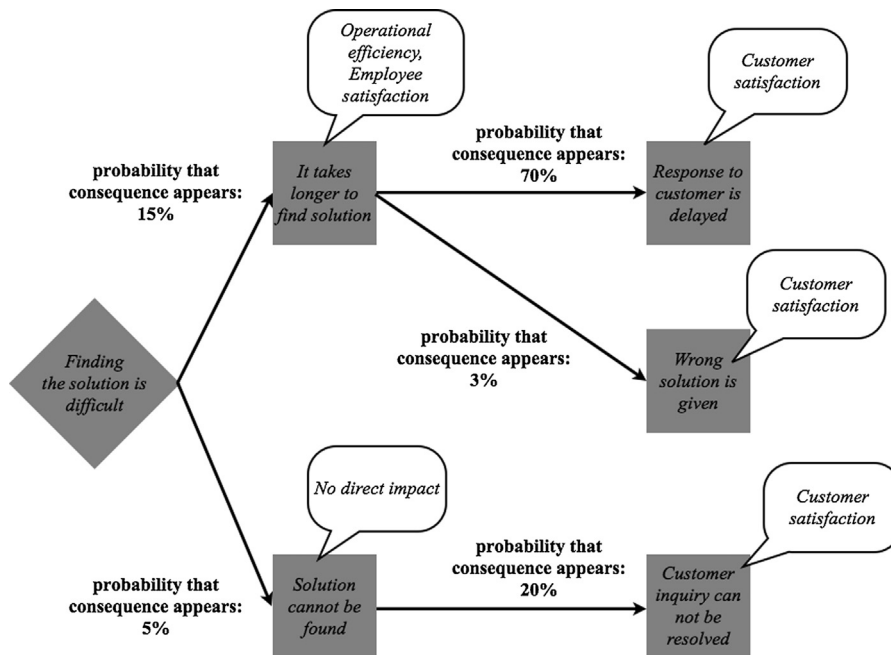 Operational
efficiency,
Employee
satisfaction
Customer
satisfaction
probability that
consequence appears:
15%
It takes
longer to
find solution
probability that
consequence appears:
70%
Response to
customer is
delayed
Customer
satisfaction
probability that
consequence appears:
3%
Wrong
solution is
given
Finding
the solution is
difficult
No direct impact
Customer
satisfaction
probability that
consequence appears:
5%
Solution
cannot be
found
probability that
consequence appears:
20%
Customer
inquiry can
not be
resolved